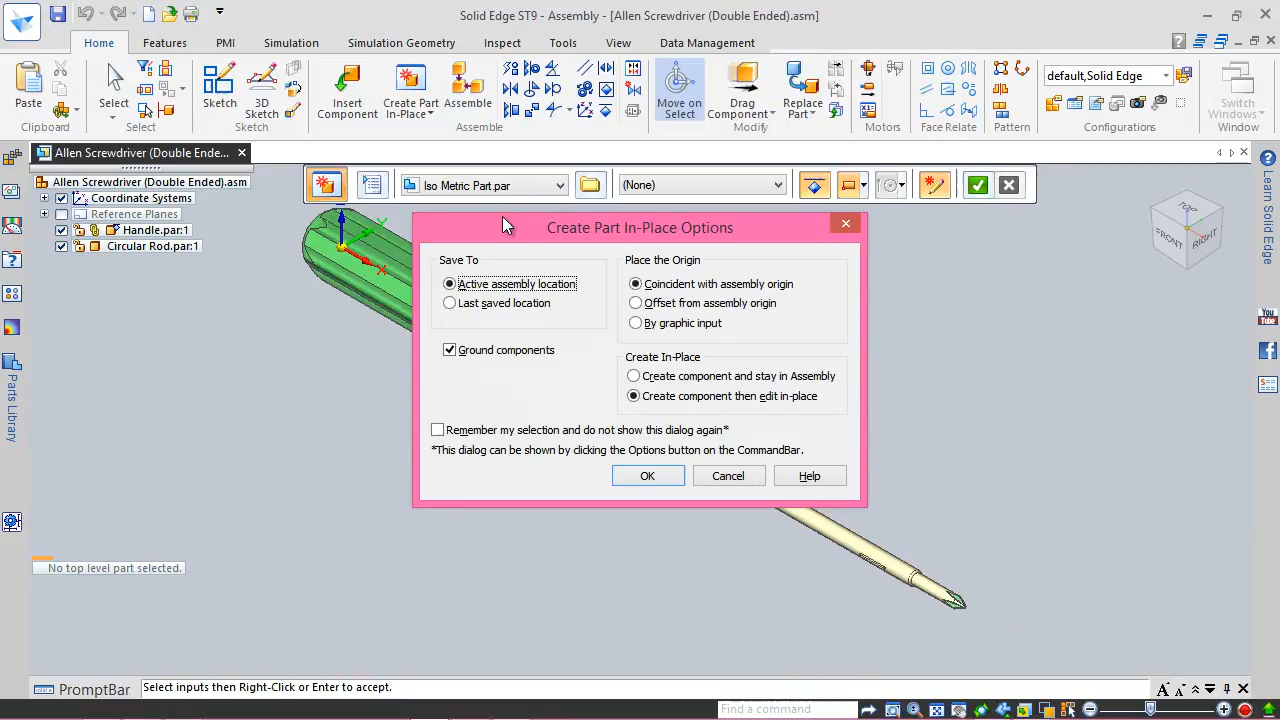 Solid Edge ST9 - Assembly - [Allen Screwdriver (Double Ended).asm]
Home
Features
PMI
Simulation
Simulation Geometry
Inspect
Tools
View
Data Management
Paste
Select
Sketch
3D
Sketch
Insert
Component
Create Part
In-Place
Assemble
Move on
Select
Drag
Component
Replace
Part
default,Solid Edge
Switch
Windows
Clipboard
Select
Sketch
Assemble
Modify
Motors
Face Relate
Pattern
Configurations
Window
Allen Screwdriver (Double Ende...
Allen Screwdriver (Double Ended).asm
Coordinate Systems
Reference Planes
Handle.par:1
Circular Rod.par:1
Iso Metric Part.par
(None)
Z
Y
X
TOP
FRONT
RIGHT
Create Part In-Place Options
Save To
Active assembly location
Last saved location
Ground components
Place the Origin
Coincident with assembly origin
Offset from assembly origin
By graphic input
Create In-Place
Create component and stay in Assembly
Create component then edit in-place
Remember my selection and do not show this dialog again*
*This dialog can be shown by clicking the Options button on the CommandBar.
OK
Cancel
Help
No top level part selected.
Parts Library
Learn Solid Edge
You
Tube
PromptBar
Select inputs then Right-Click or Enter to accept.
Find a command